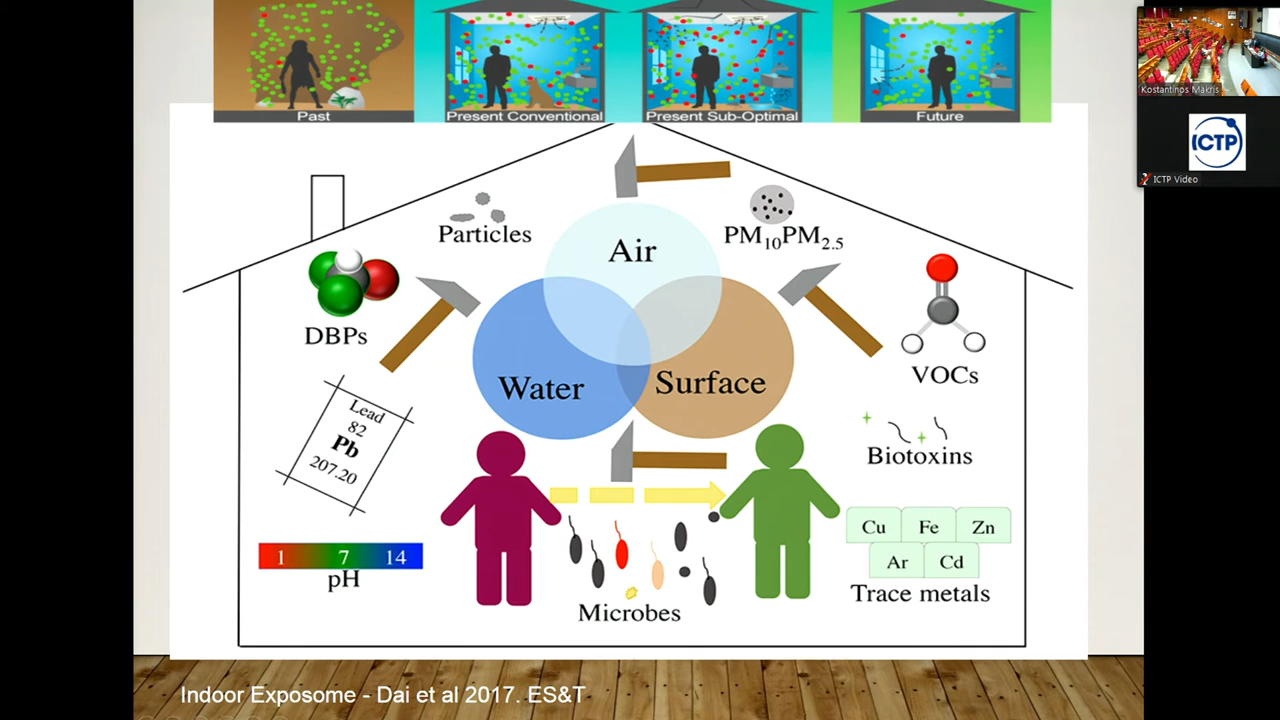 Past
Present Conventional
Present Sub-Optimal
Future
Kostantinos Makris
ICTP
ICTP Video
Particles
PM10PM2.5
Air
DBPs
Water
Surface
VOCs
Lead
82
Pb
207.20
Biotoxins
1 7 14
pH
Microbes
Cu Fe Zn
Ar Cd
Trace metals
Indoor Exposome - Dai et al 2017. ES&T